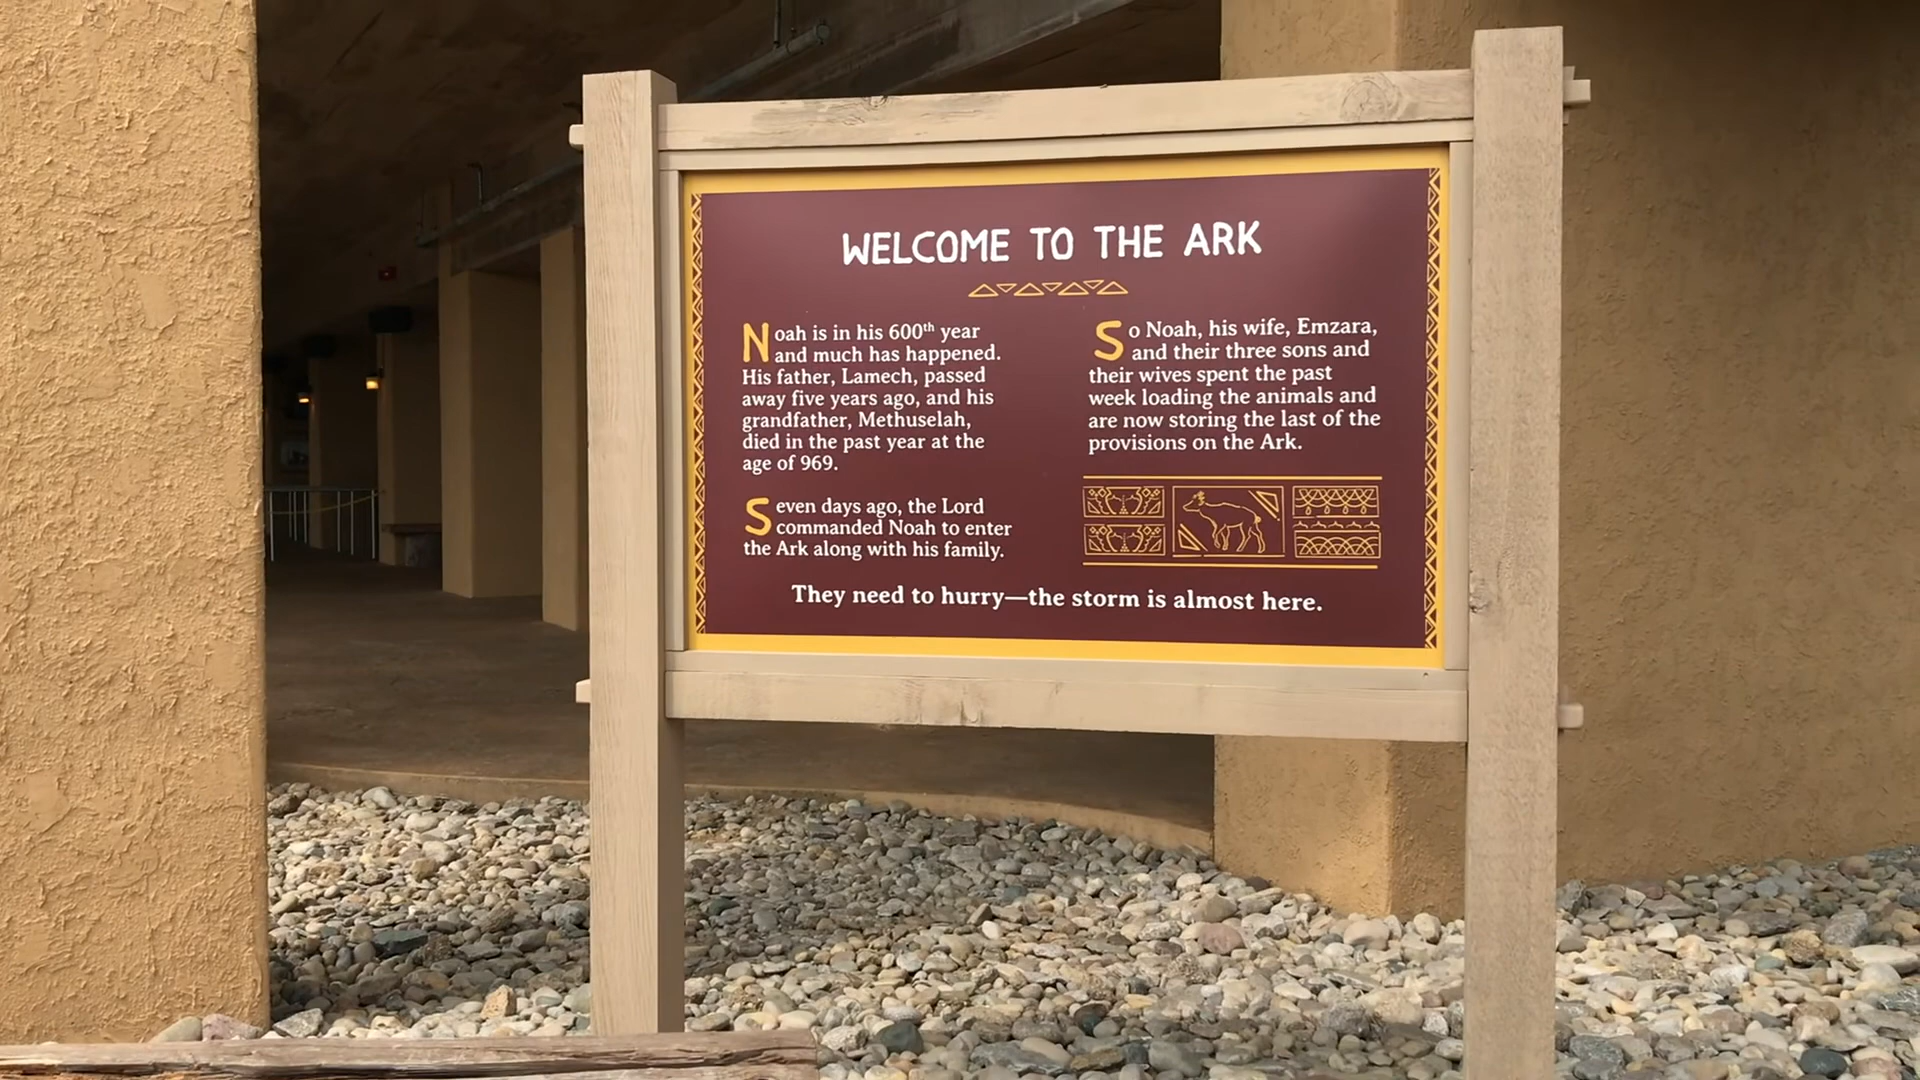 WELCOME TO THE ARK
Noah is in his 600th year
and much has happened.
His father, Lamech, passed
away five years ago, and his
grandfather, Methuselah,
died in the past year at the
age of 969.
Seven days ago, the Lord
commanded Noah to enter
the Ark along with his family.
So Noah, his wife, Emzara,
and their three sons and
their wives spent the past
week loading the animals and
are now storing the last of the
provisions on the Ark.
They need to hurry—the storm is almost here.